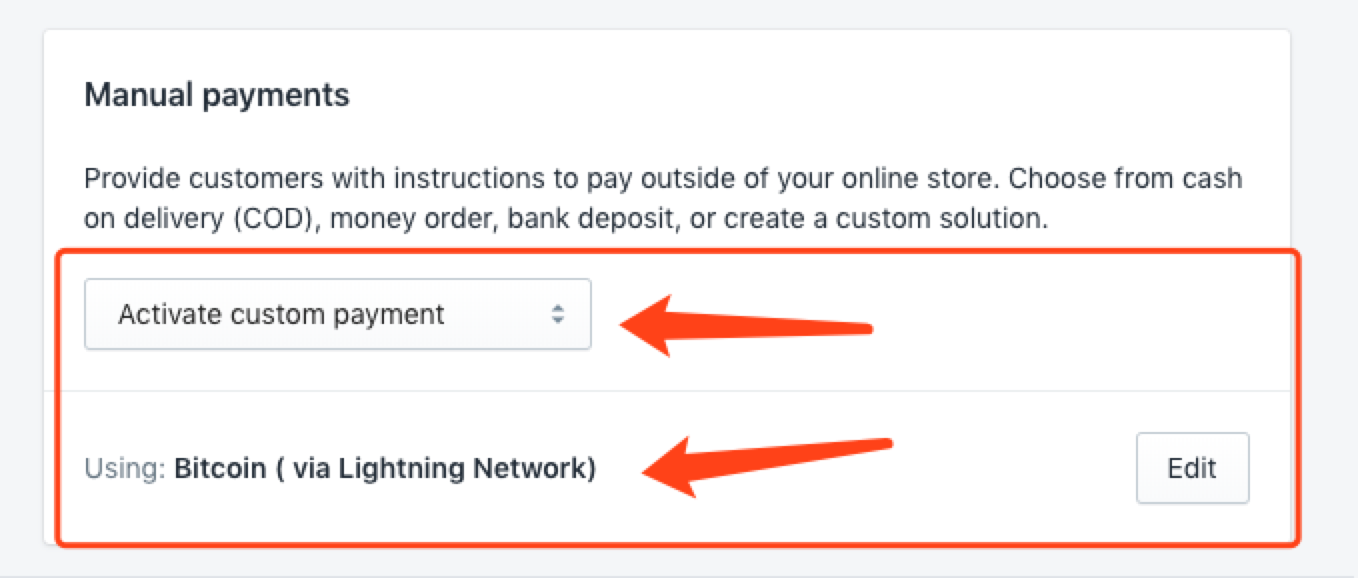 Manual payments
Provide customers with instructions to pay outside of your online store. Choose from cash
on delivery (COD), money order, bank deposit, or create a custom solution.
Activate custom payment
Using: Bitcoin ( via Lightning Network)
Edit